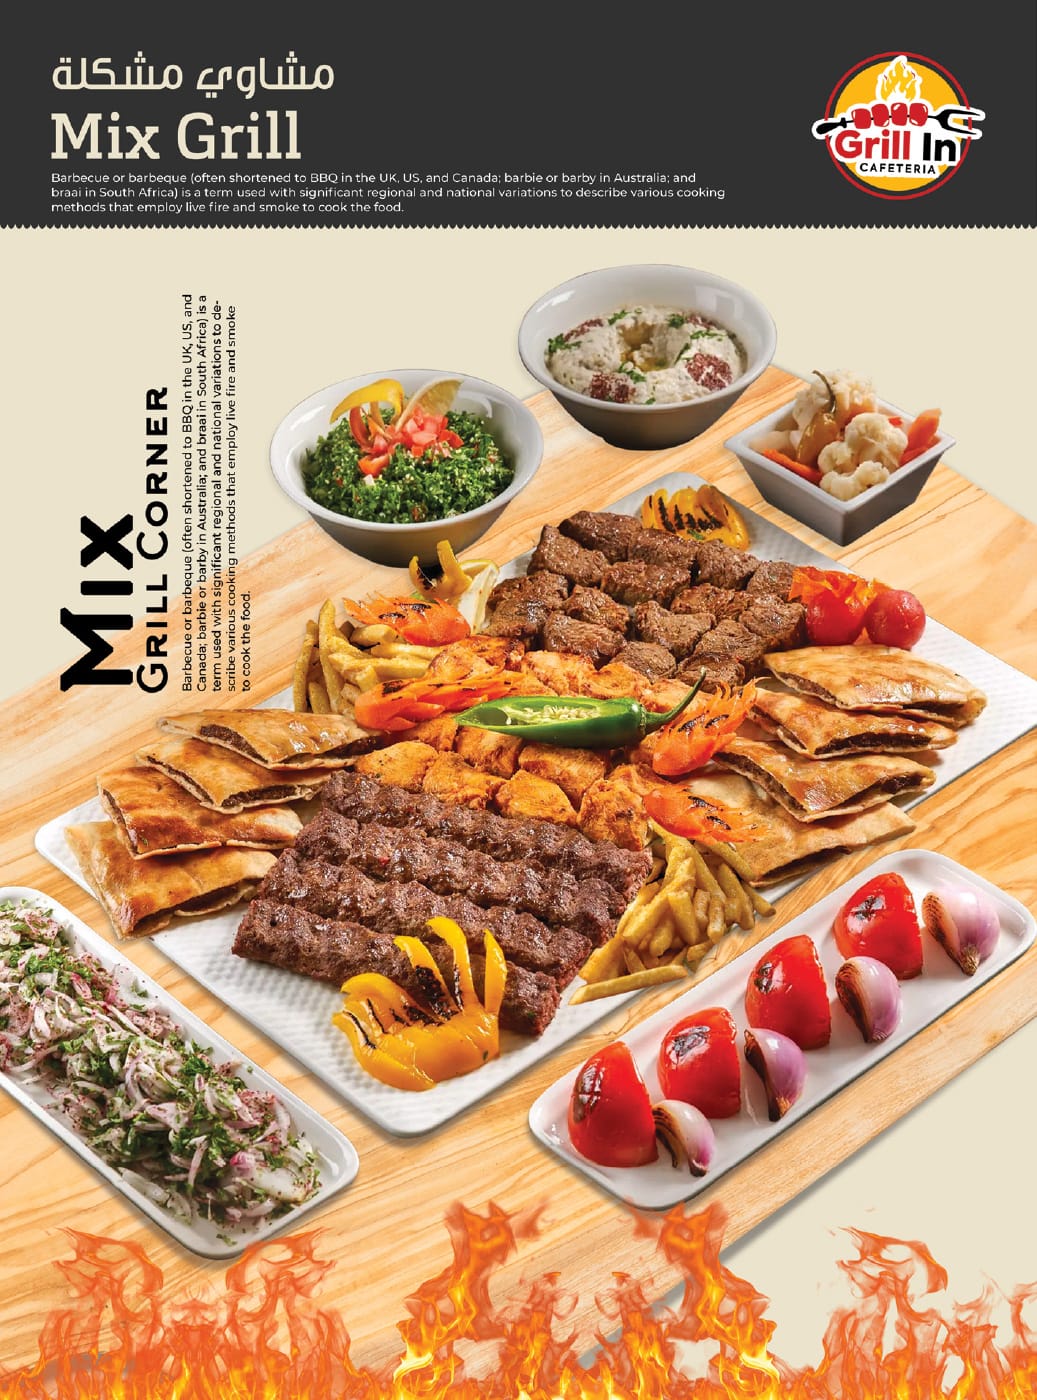 مشاوي مشكلة
Mix Grill
Barbecue or barbeque (often shortened to BBQ in the UK, US, and Canada; barbie or barby in Australia; and
braai in South Africa) is a term used with significant regional and national variations to describe various cooking
methods that employ live fire and smoke to cook the food.
Grill In
CAFETERIA
MIX
GRILL CORNER
Barbecue or barbeque (often shortened to BBQ in the UK, US, and
Canada; barbie or barby in Australia; and braai in South Africa) is a
term used with significant regional and national variations to de-
scribe various cooking methods that employ live fire and smoke
to cook the food.